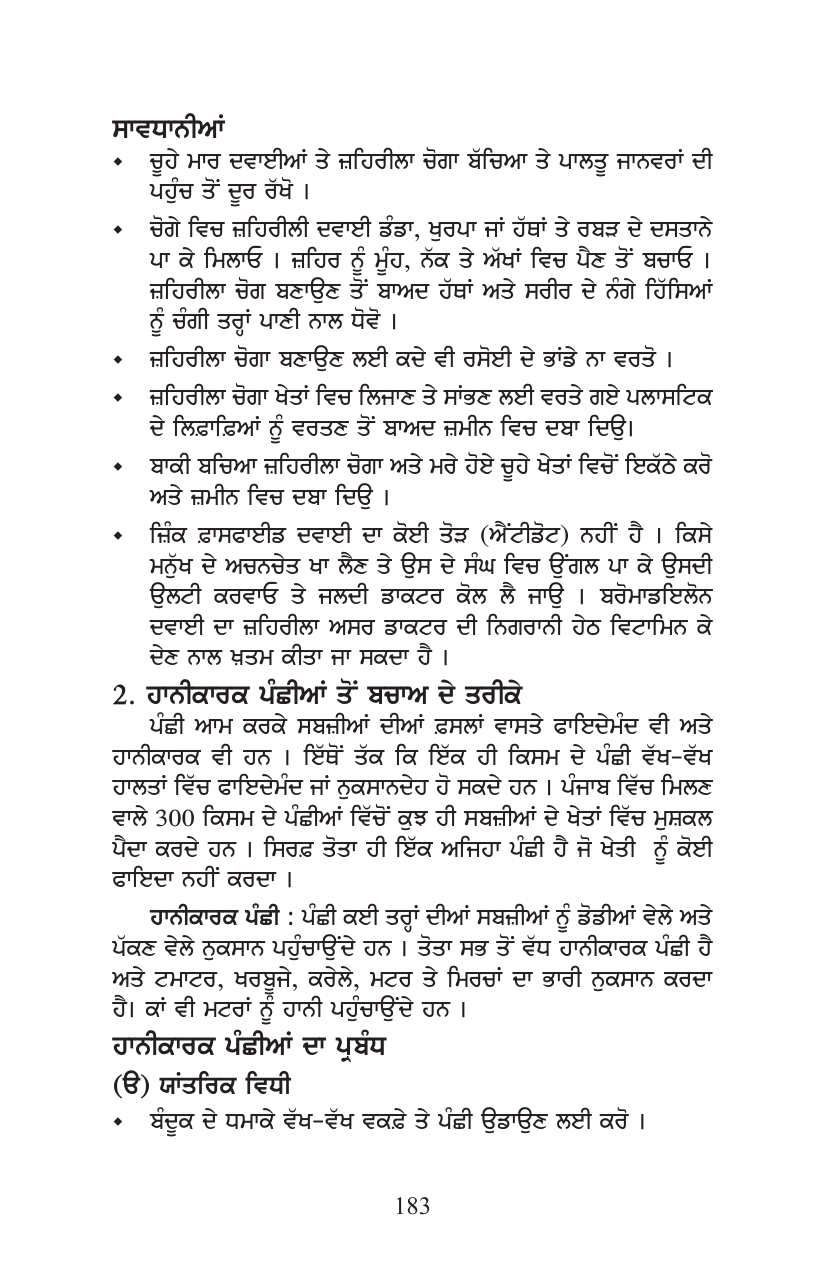 ਸਾਵਧਾਨੀਆਂ
◆ ਚੂਹੇ ਮਾਰ ਦਵਾਈਆਂ ਤੇ ਜ਼ਹਿਰੀਲਾ ਚੋਗਾ ਬੱਚਿਆ ਤੇ ਪਾਲਤੂ ਜਾਨਵਰਾਂ ਦੀ
ਪਹੁੰਚ ਤੋਂ ਦੂਰ ਰੱਖੋ ।
◆ ਚੋਗੇ ਵਿਚ ਜ਼ਹਿਰੀਲੀ ਦਵਾਈ ਡੰਡਾ, ਖੁਰਪਾ ਜਾਂ ਹੱਥਾਂ ਤੇ ਰਬੜ ਦੇ ਦਸਤਾਨੇ
ਪਾ ਕੇ ਮਿਲਾਓ । ਜ਼ਹਿਰ ਨੂੰ ਮੂੰਹ, ਨੱਕ ਤੇ ਅੱਖਾਂ ਵਿਚ ਪੈਣ ਤੋਂ ਬਚਾਓ ।
ਜ਼ਹਿਰੀਲਾ ਚੋਗ ਬਣਾਉਣ ਤੋਂ ਬਾਅਦ ਹੱਥਾਂ ਅਤੇ ਸਰੀਰ ਦੇ ਨੰਗੇ ਹਿੱਸਿਆਂ
ਨੂੰ ਚੰਗੀ ਤਰ੍ਹਾਂ ਪਾਣੀ ਨਾਲ ਧੋਵੋ ।
◆ ਜ਼ਹਿਰੀਲਾ ਚੋਗਾ ਬਣਾਉਣ ਲਈ ਕਦੇ ਵੀ ਰਸੋਈ ਦੇ ਭਾਂਡੇ ਨਾ ਵਰਤੋ ।
◆ ਜ਼ਹਿਰੀਲਾ ਚੋਗਾ ਖੇਤਾਂ ਵਿਚ ਲਿਜਾਣ ਤੇ ਸਾਂਭਣ ਲਈ ਵਰਤੇ ਗਏ ਪਲਾਸਟਿਕ
ਦੇ ਲਿਫ਼ਾਫ਼ਿਆਂ ਨੂੰ ਵਰਤਣ ਤੋਂ ਬਾਅਦ ਜ਼ਮੀਨ ਵਿਚ ਦਬਾ ਦਿਉ।
◆ ਬਾਕੀ ਬਚਿਆ ਜ਼ਹਿਰੀਲਾ ਚੋਗਾ ਅਤੇ ਮਰੇ ਹੋਏ ਚੂਹੇ ਖੇਤਾਂ ਵਿਚੋਂ ਇਕੱਠੇ ਕਰੋ
ਅਤੇ ਜ਼ਮੀਨ ਵਿਚ ਦਬਾ ਦਿਉ ।
◆ ਜ਼ਿੰਕ ਫ਼ਾਸਫਾਈਡ ਦਵਾਈ ਦਾ ਕੋਈ ਤੋੜ (ਐਂਟੀਡੋਟ) ਨਹੀਂ ਹੈ । ਕਿਸੇ
ਮਨੁੱਖ ਦੇ ਅਚਨਚੇਤ ਖਾ ਲੈਣ ਤੇ ਉਸ ਦੇ ਸੰਘ ਵਿਚ ਉਂਗਲ ਪਾ ਕੇ ਉਸਦੀ
ਉਲਟੀ ਕਰਵਾਓ ਤੇ ਜਲਦੀ ਡਾਕਟਰ ਕੋਲ ਲੈ ਜਾਉ । ਬਰੋਮਾਡਇਲੋਨ
ਦਵਾਈ ਦਾ ਜ਼ਹਿਰੀਲਾ ਅਸਰ ਡਾਕਟਰ ਦੀ ਨਿਗਰਾਨੀ ਹੇਠ ਵਿਟਾਮਿਨ ਕੇ
ਦੇਣ ਨਾਲ ਖ਼ਤਮ ਕੀਤਾ ਜਾ ਸਕਦਾ ਹੈ ।
2. ਹਾਨੀਕਾਰਕ ਪੰਛੀਆਂ ਤੋਂ ਬਚਾਅ ਦੇ ਤਰੀਕੇ
ਪੰਛੀ ਆਮ ਕਰਕੇ ਸਬਜ਼ੀਆਂ ਦੀਆਂ ਫ਼ਸਲਾਂ ਵਾਸਤੇ ਫਾਇਦੇਮੰਦ ਵੀ ਅਤੇ
ਹਾਨੀਕਾਰਕ ਵੀ ਹਨ । ਇੱਥੋਂ ਤੱਕ ਕਿ ਇੱਕ ਹੀ ਕਿਸਮ ਦੇ ਪੰਛੀ ਵੱਖ-ਵੱਖ
ਹਾਲਤਾਂ ਵਿੱਚ ਫਾਇਦੇਮੰਦ ਜਾਂ ਨੁਕਸਾਨਦੇਹ ਹੋ ਸਕਦੇ ਹਨ । ਪੰਜਾਬ ਵਿੱਚ ਮਿਲਣ
ਵਾਲੇ 300 ਕਿਸਮ ਦੇ ਪੰਛੀਆਂ ਵਿੱਚੋਂ ਕੁਝ ਹੀ ਸਬਜ਼ੀਆਂ ਦੇ ਖੇਤਾਂ ਵਿੱਚ ਮੁਸ਼ਕਲ
ਪੈਦਾ ਕਰਦੇ ਹਨ । ਸਿਰਫ਼ ਤੋਤਾ ਹੀ ਇੱਕ ਅਜਿਹਾ ਪੰਛੀ ਹੈ ਜੋ ਖੇਤੀ ਨੂੰ ਕੋਈ
ਫਾਇਦਾ ਨਹੀਂ ਕਰਦਾ ।
ਹਾਨੀਕਾਰਕ ਪੰਛੀ : ਪੰਛੀ ਕਈ ਤਰ੍ਹਾਂ ਦੀਆਂ ਸਬਜ਼ੀਆਂ ਨੂੰ ਡੋਡੀਆਂ ਵੇਲੇ ਅਤੇ
ਪੱਕਣ ਵੇਲੇ ਨੁਕਸਾਨ ਪਹੁੰਚਾਉਂਦੇ ਹਨ । ਤੋਤਾ ਸਭ ਤੋਂ ਵੱਧ ਹਾਨੀਕਾਰਕ ਪੰਛੀ ਹੈ
ਅਤੇ ਟਮਾਟਰ, ਖਰਬੂਜੇ, ਕਰੇਲੇ, ਮਟਰ ਤੇ ਮਿਰਚਾਂ ਦਾ ਭਾਰੀ ਨੁਕਸਾਨ ਕਰਦਾ
ਹੈ। ਕਾਂ ਵੀ ਮਟਰਾਂ ਨੂੰ ਹਾਨੀ ਪਹੁੰਚਾਉਂਦੇ ਹਨ ।
ਹਾਨੀਕਾਰਕ ਪੰਛੀਆਂ ਦਾ ਪ੍ਰਬੰਧ
(ੳ) ਯਾਂਤਰਿਕ ਵਿਧੀ
◆ ਬੰਦੂਕ ਦੇ ਧਮਾਕੇ ਵੱਖ-ਵੱਖ ਵਕਫ਼ੇ ਤੇ ਪੰਛੀ ਉਡਾਉਣ ਲਈ ਕਰੋ ।
183